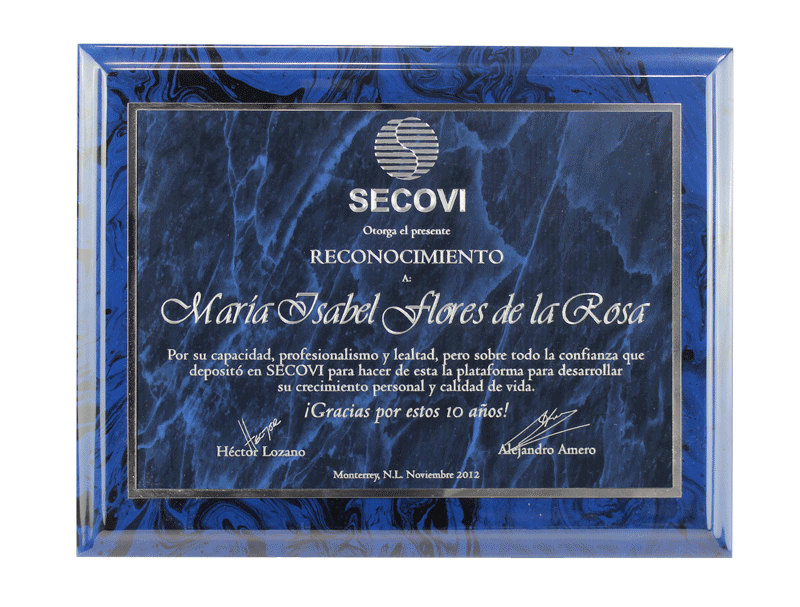 SECOVI
Otorga el presente
RECONOCIMIENTO
A:
María Isabel Flores de la Rosa
Por su capacidad, profesionalismo y lealtad, pero sobre todo la confianza que
depositó en SECOVI para hacer de esta la plataforma para desarrollar
su crecimiento personal y calidad de vida.
¡Gracias por estos 10 años!
Héctor Lozano
Alejandro Amero
Monterrey, N.L. Noviembre 2012